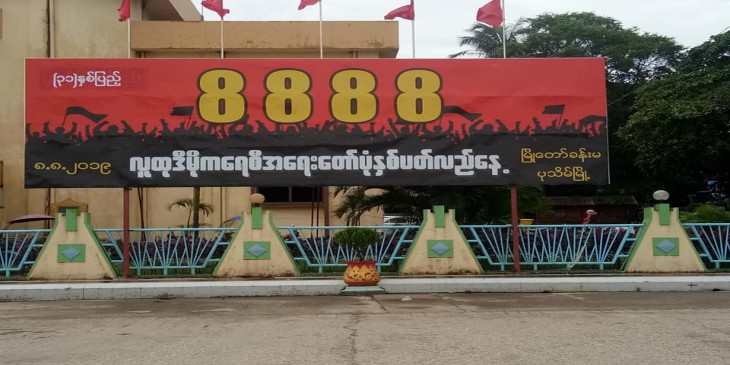 (၃၁)နှစ်ပြည့်
8888
၈.၈.၂၀၁၉
လူထုဒီမိုကရေစီအရေးတော်ပုံနှစ်ပတ်လည်နေ့
မြို့တော်ခန်းမ
ပုသိမ်မြို့